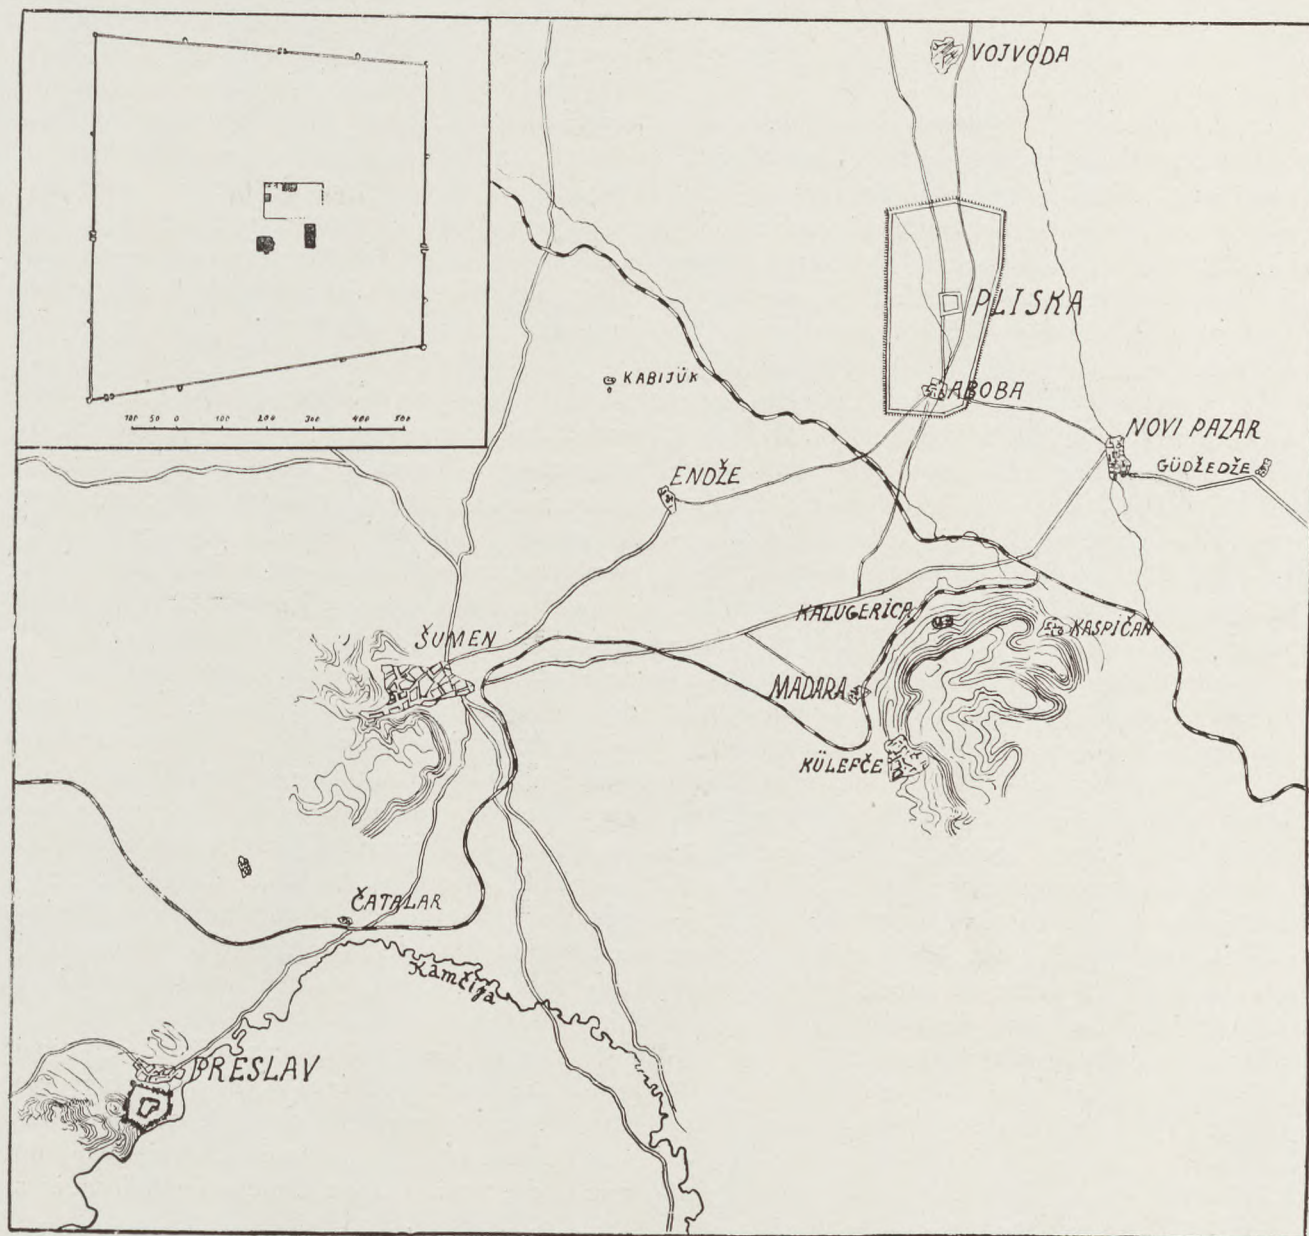 VOJVODA
PLISKA
KABIJÜK
ABOBA
NOVI PAZAR
100 50 0 100 200 300 400 500
GÜDŽEDŽE
ENDŽE
KALUGERICA
KASPIČAN
ŠUMEN
MADARA
KÜLEFČE
ČATALAR
Kamčija
PRESLAV